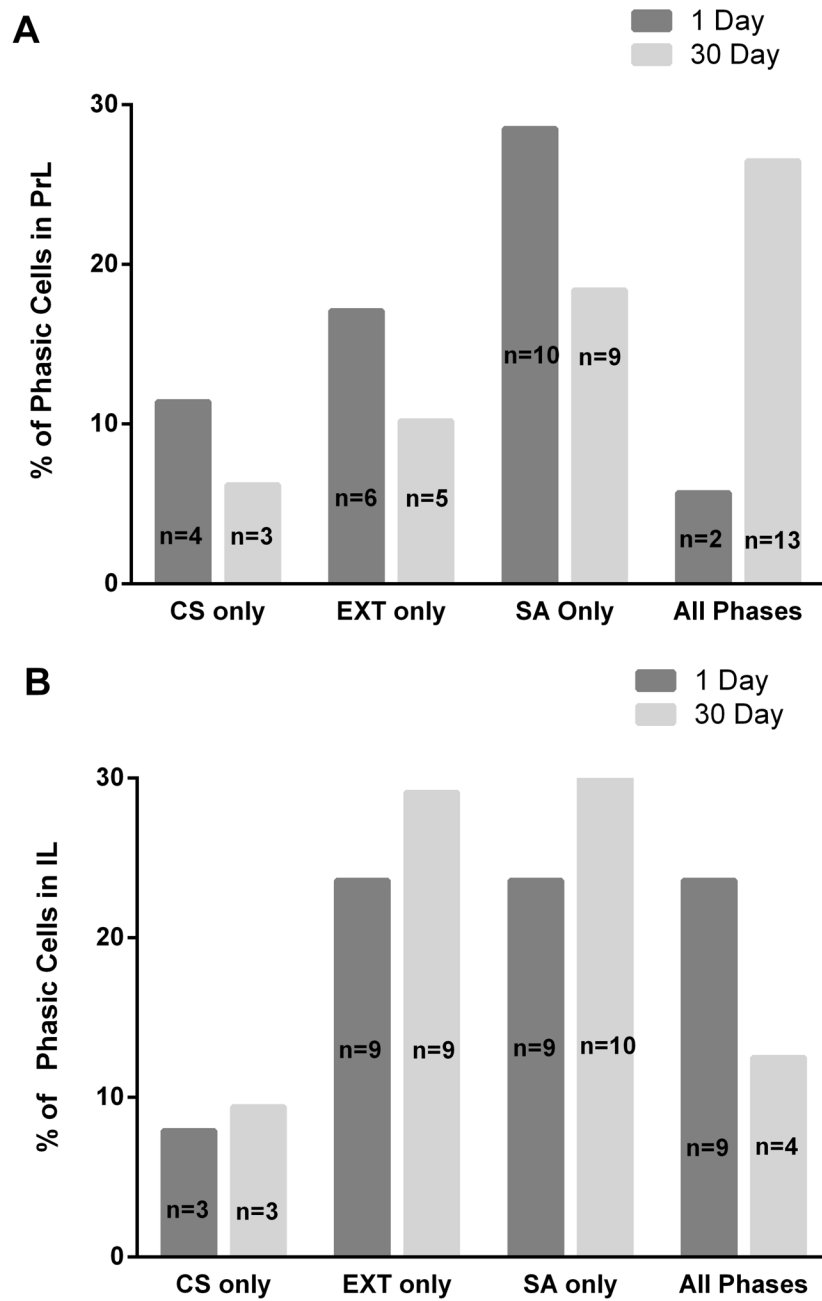 A
1 Day
30 Day
% of Phasic Cells in PrL
30
20
10
0
n=4
n=3
n=6
n=5
n=10
n=9
n=2
n=13
CS only
EXT only
SA Only
All Phases
B
1 Day
30 Day
% of Phasic Cells in IL
30
20
10
0
n=3
n=3
n=9
n=9
n=9
n=10
n=9
n=4
CS only
EXT only
SA only
All Phases